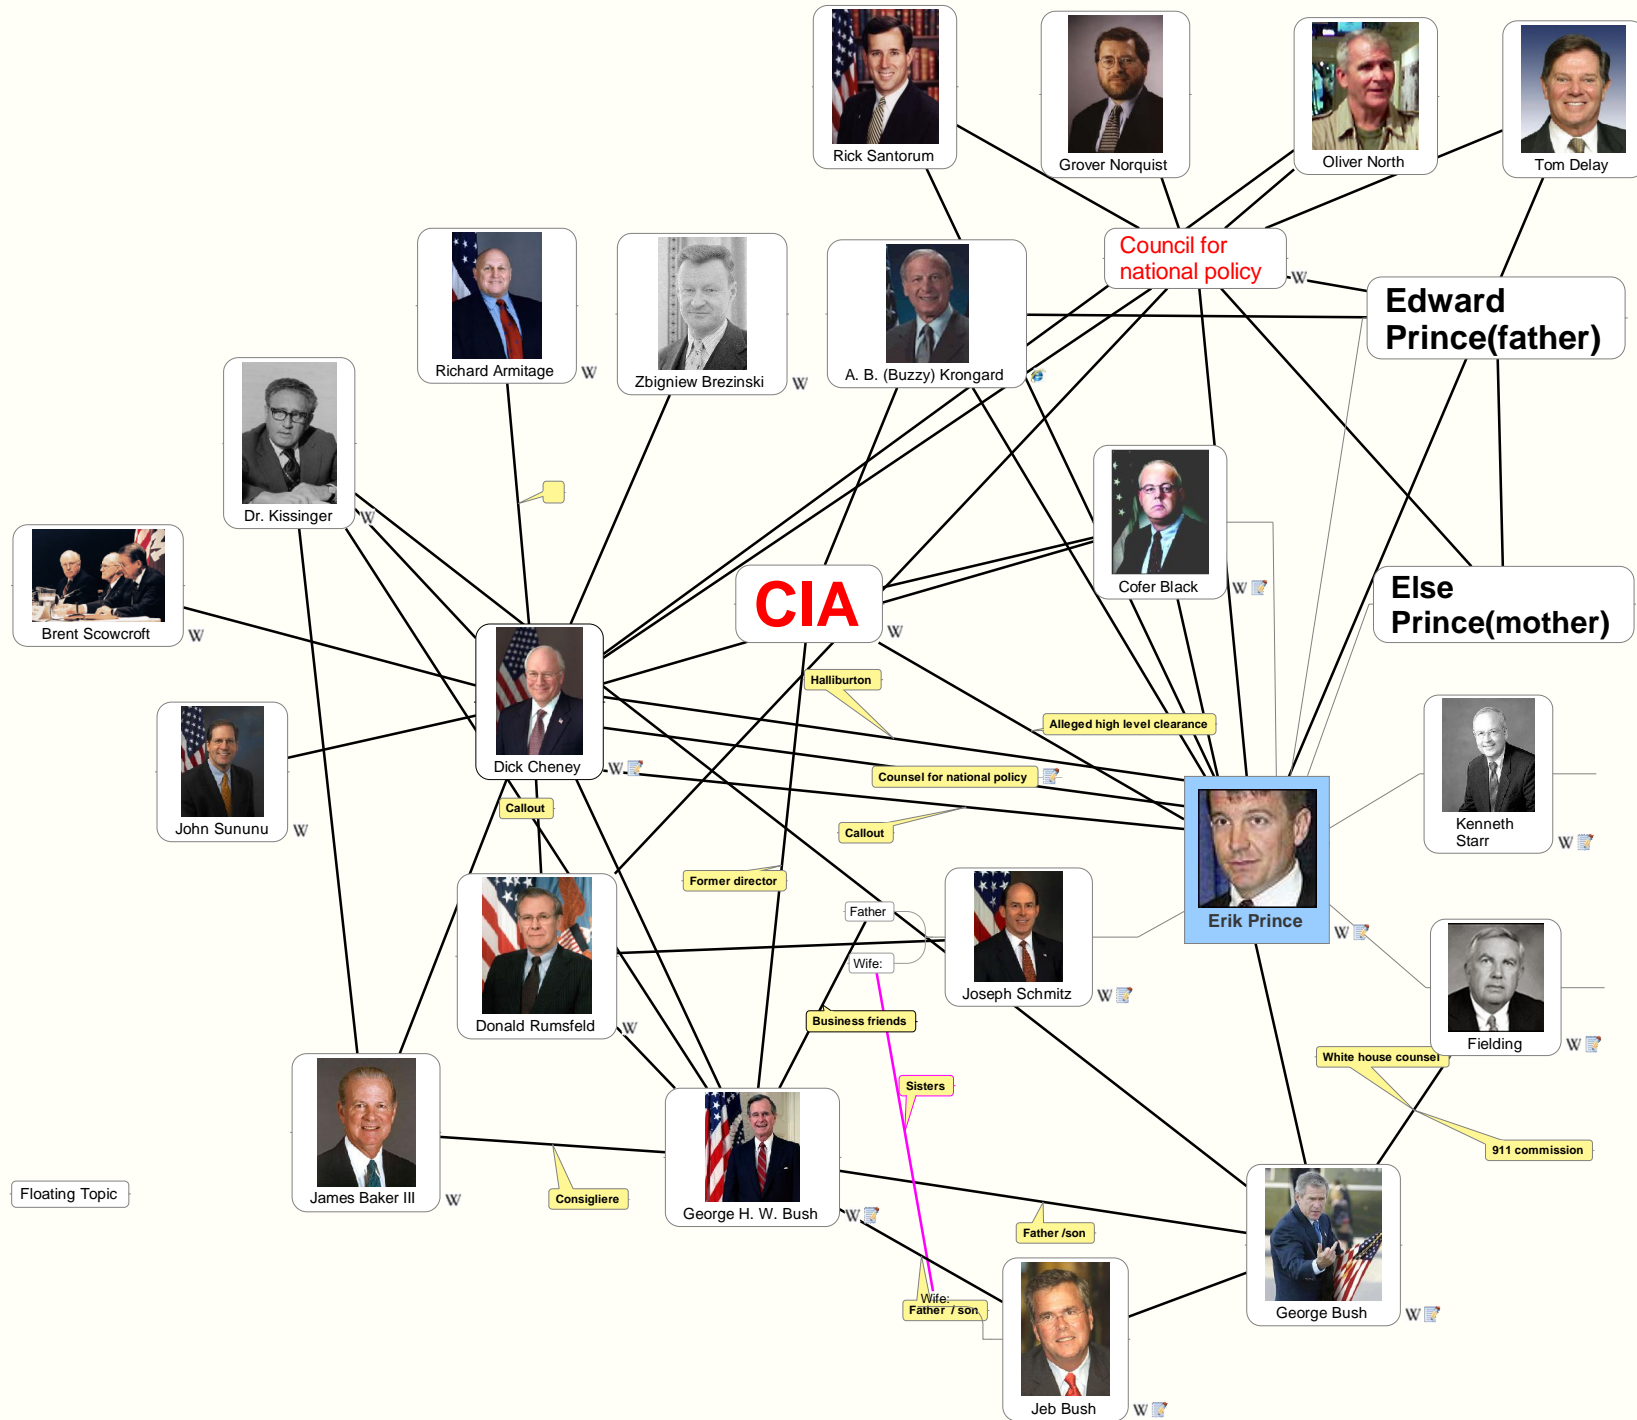 Rick Santorum
Grover Norquist
Oliver North
Tom Delay
Council for
national policy
W
Edward
Prince(father)
Richard Armitage
W
Zbigniew Brezinski
W
A. B. (Buzzy) Krongard
Dr. Kissinger
W
Cofer Black
W
Brent Scowcroft
W
CIA
W
Else
Prince(mother)
Halliburton
Alleged high level clearance
Dick Cheney
W
Counsel for national policy
John Sununu
W
Callout
Callout
Kenneth
Starr
W
Former director
Father
Wife:
Erik Prince
W
Joseph Schmitz
W
Donald Rumsfeld
W
Business friends
Fielding
W
White house counsel
Sisters
911 commission
Floating Topic
James Baker III
W
Consigliere
George H. W. Bush
W
Father /son
Wife:
Father / son
George Bush
W
Jeb Bush
W